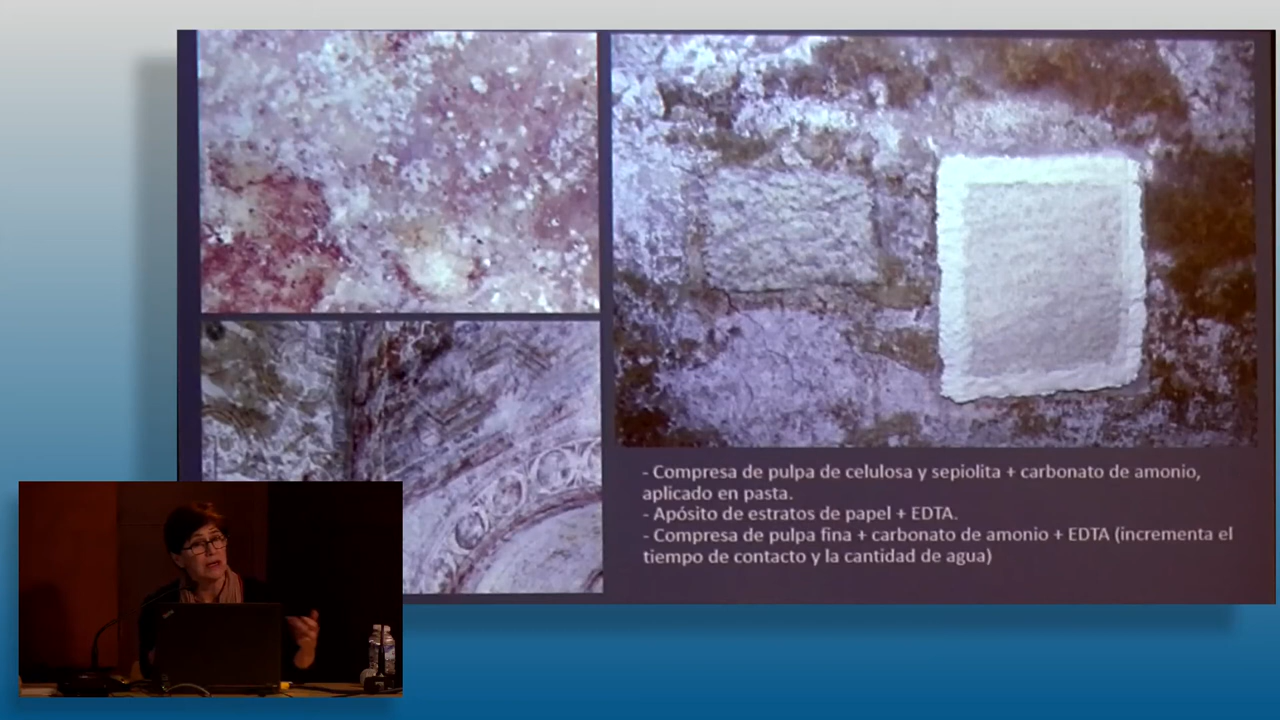 - Compresa de pulpa de celulosa y sepiolita + carbonato de amonio,
aplicado en pasta.
- Apósito de estratos de papel + EDTA.
- Compresa de pulpa fina + carbonato de amonio + EDTA (incrementa el
tiempo de contacto y la cantidad de agua)